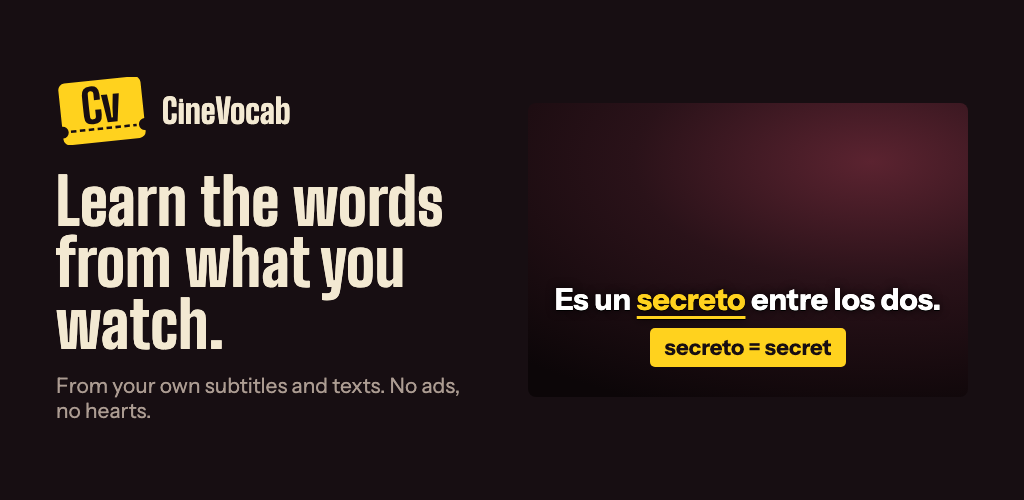 Cv
CineVocab
Learn the words
from what you
watch.
From your own subtitles and texts. No ads,
no hearts.
Es un secreto entre los dos.
secreto = secret